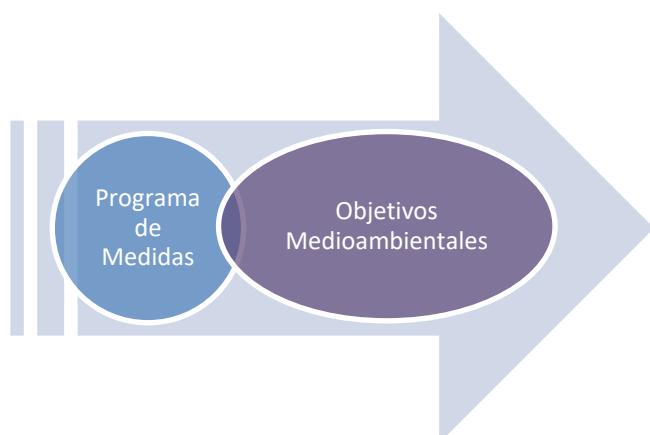 Programa
de
Medidas
Objetivos
Medioambientales